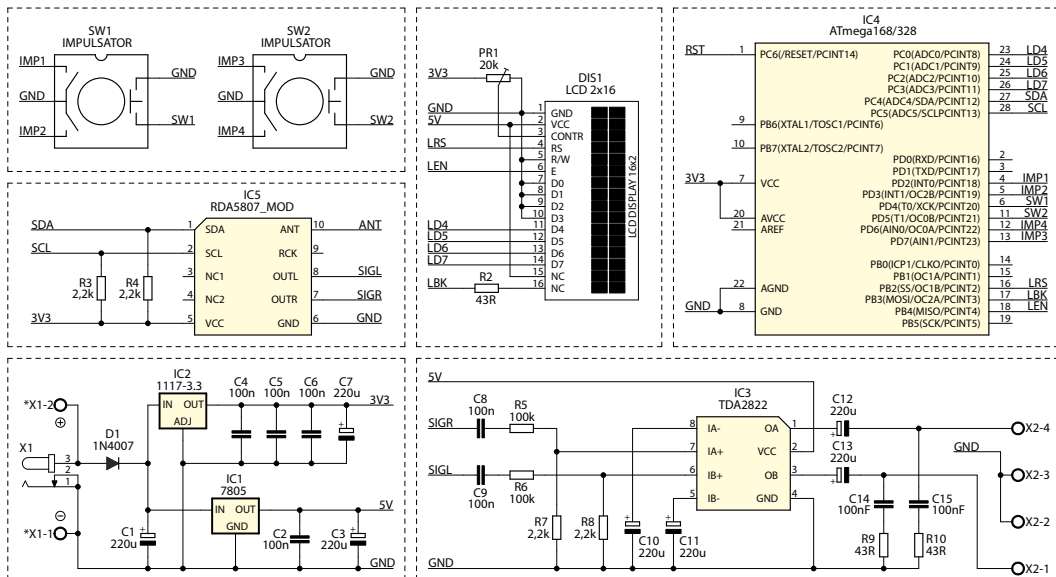 SW1
IMPULSATOR
IMP1
GND
IMP2
GND
SW1
SW2
IMPULSATOR
IMP3
GND
IMP4
GND
SW2
IC5
RDA5807_MOD
SDA
SCL
R3
2,2k
R4
2,2k
3V3
1 SDA
2 SCL
3 NC1
4 NC2
5 VCC
ANT 10 ANT
RCK 9
OUTL 8 SIGL
OUTR 7 SIGR
GND 6 GND
PR1
20k
DIS1
LCD 2x16
3V3
GND
5V
LRS
LEN
LD4
LD5
LD6
LD7
LBK
R2
43R
1 GND
2 VCC
3 CONTR
4 RS
5 R/W
6 E
7 D0
8 D1
9 D2
10 D3
11 D4
12 D5
13 D6
14 D7
15 NC
16 NC
LCD DISPLAY 16x2
IC4
ATmega168/328
RST 1 PC6(/RESET/PCINT14)
9 PB6(XTAL1/TOSC1/PCINT6)
10 PB7(XTAL2/TOSC2/PCINT7)
3V3 7 VCC
20 AVCC
21 AREF
22 AGND
GND 8 GND
PC0(ADC0/PCINT8) 23 LD4
PC1(ADC1/PCINT9) 24 LD5
PC2(ADC2/PCINT10) 25 LD6
PC3(ADC3/PCINT11) 26 LD7
PC4(ADC4/SDA/PCINT12) 27 SDA
PC5(ADC5/SCLPCINT13) 28 SCL
PD0(RXD/PCINT16) 2
PD1(TXD/PCINT17) 3
PD2(INT0/PCINT18) 4 IMP1
PD3(INT1/OC2B/PCINT19) 5 IMP2
PD4(T0/XCK/PCINT20) 6 SW1
PD5(T1/OC0B/PCINT21) 11 SW2
PD6(AIN0/OC0A/PCINT22) 12 IMP4
PD7(AIN1/PCINT23) 13 IMP3
PB0(ICP1/CLKO/PCINT0) 14
PB1(OC1A/PCINT1) 15
PB2(SS/OC1B/PCINT2) 16 LRS
PB3(MOSI/OC2A/PCINT3) 17 LBK
PB4(MISO/PCINT4) 18 LEN
PB5(SCK/PCINT5) 19
*X1-2
X1
3
2
1
*X1-1
D1
1N4007
IC2
1117-3.3
IN OUT
ADJ
C4
100n
C5
100n
C6
100n
C7
220u
3V3
IC1
7805
IN OUT
GND
5V
C1
220u
C2
100n
C3
220u
GND
5V
SIGR
C8
100n
R5
100k
SIGL
C9
100n
R6
100k
R7
2,2k
R8
2,2k
C10
220u
C11
220u
GND
IC3
TDA2822
8 IA-
7 IA+
6 IB+
5 IB-
OA 1
VCC 2
OB 3
GND 4
C12
220u
C13
220u
C14
100nF
C15
100nF
R9
43R
R10
43R
GND
X2-4
X2-3
X2-2
X2-1